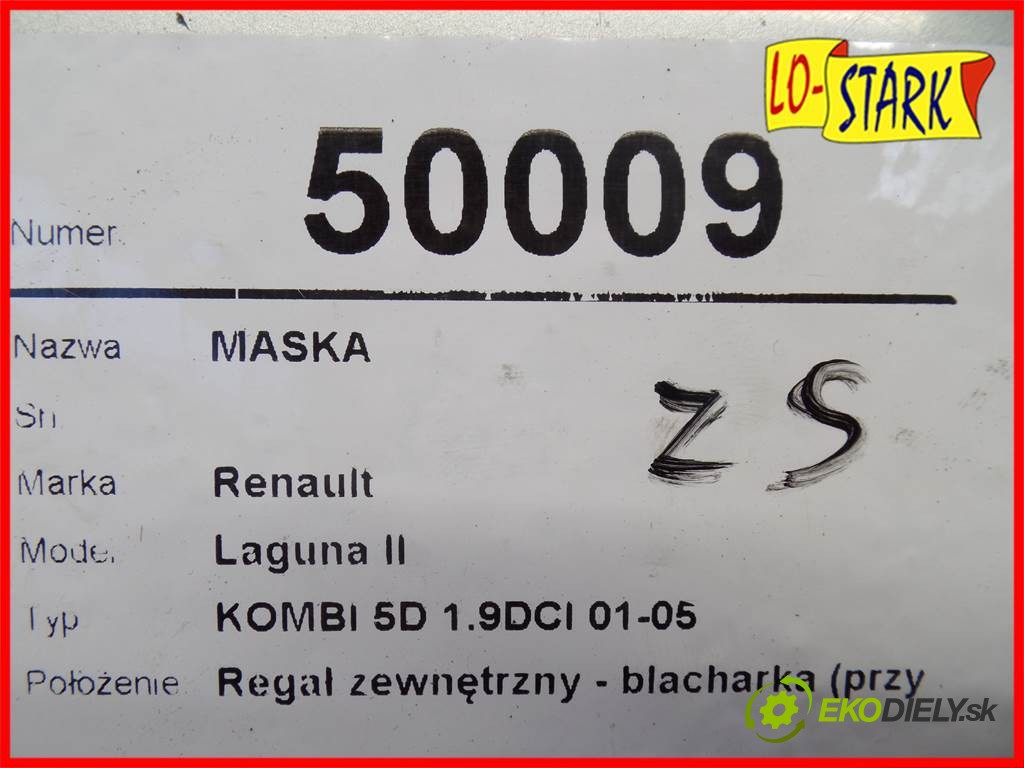 LO-STARK
Numer. 50009
Nazwa MASKA
Sn
ZS
Marka Renault
Model Laguna II
Typ KOMBI 5D 1.9DCI 01-05
Położenie Regał zewnętrzny - blacharka (przy
EKODIELY.sk